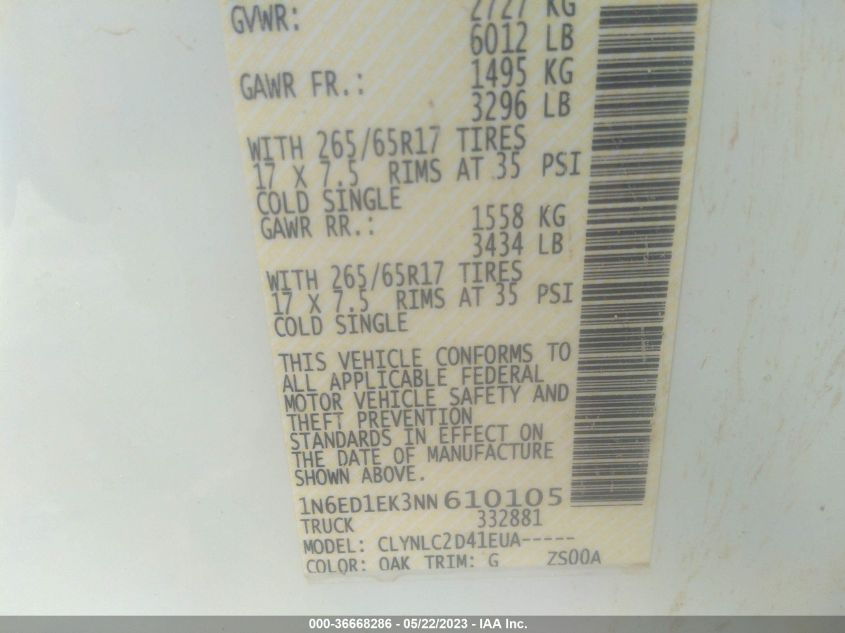 GVWR: 2727 KG
6012 LB
GAWR FR.: 1495 KG
3296 LB
WITH 265/65R17 TIRES
17 X 7.5 RIMS AT 35 PSI
COLD SINGLE
GAWR RR.: 1558 KG
3434 LB
WITH 265/65R17 TIRES
17 X 7.5 RIMS AT 35 PSI
COLD SINGLE
THIS VEHICLE CONFORMS TO
ALL APPLICABLE FEDERAL
MOTOR VEHICLE SAFETY AND
THEFT PREVENTION
STANDARDS IN EFFECT ON
THE DATE OF MANUFACTURE
SHOWN ABOVE.
1N6ED1EK3NN610105
TRUCK 332881
MODEL: CLYNLC2D41EUA-----
COLOR: QAK TRIM: G ZS00A
000-36668286 - 05/22/2023 - IAA Inc.